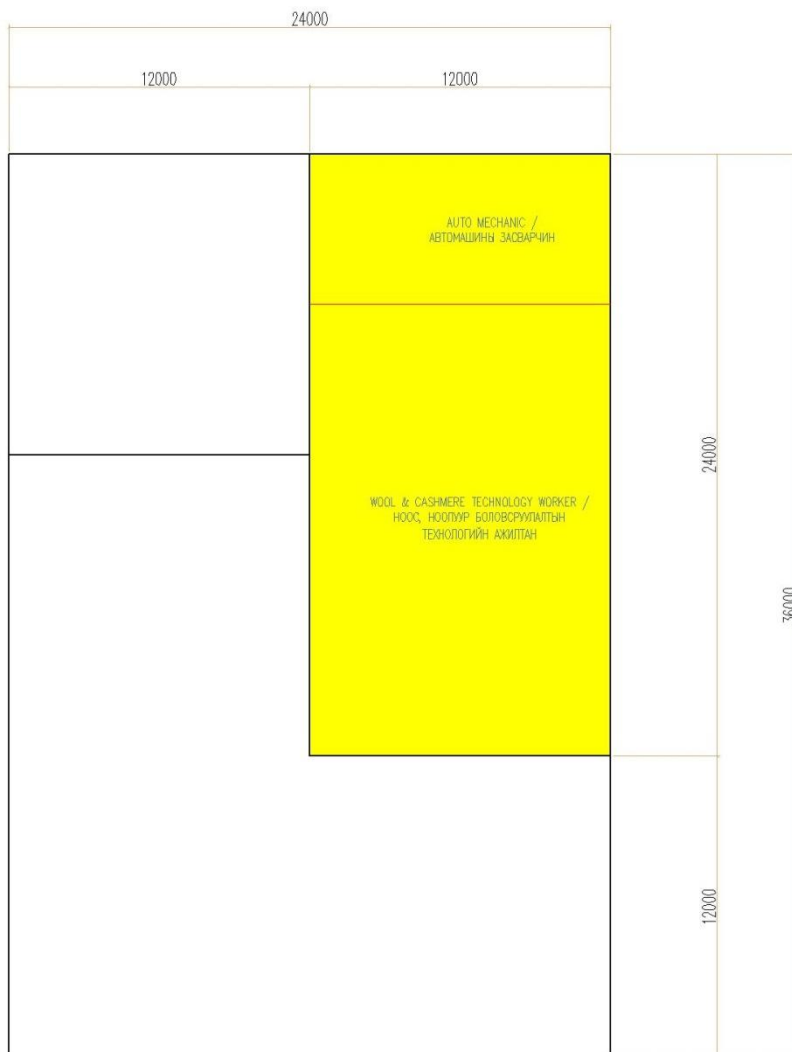 24000
12000
12000
AUTO MECHANIC /
АВТОМАШИНЫ ЗАСВАРЧИН
24000
WOOL & CASHMERE TECHNOLOGY WORKER /
НООС, НООЛУУР БОЛОВСРУУЛАЛТЫН
ТЕХНОЛОГИЙН АЖИЛТАН
36000
12000